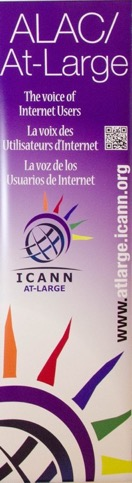 ALAC/
At-Large
The voice of
Internet Users
La voix des
Utilisateurs d'Internet
La voz de los
Usuarios de Internet
ICANN
AT-LARGE
www.atlarge.icann.org